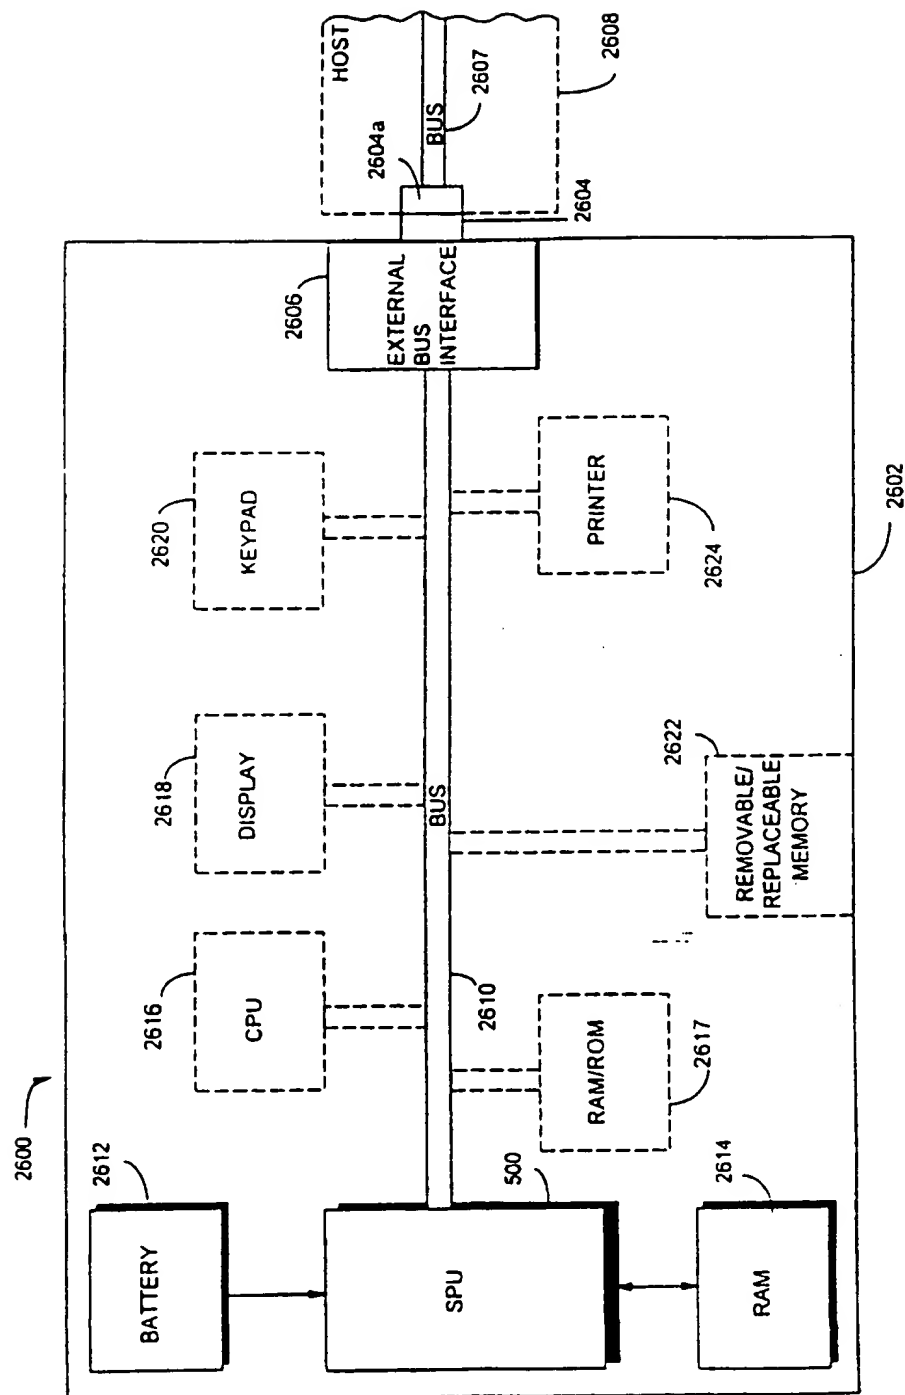 2600
2612
BATTERY
SPU
500
RAM
2614
2616
CPU
2618
DISPLAY
2620
KEYPAD
BUS
2610
RAM/ROM
2617
REMOVABLE/
REPLACEABLE
MEMORY
2622
PRINTER
2624
2606
EXTERNAL
BUS
INTERFACE
2602
HOST
2604a
BUS
2607
2604
2608